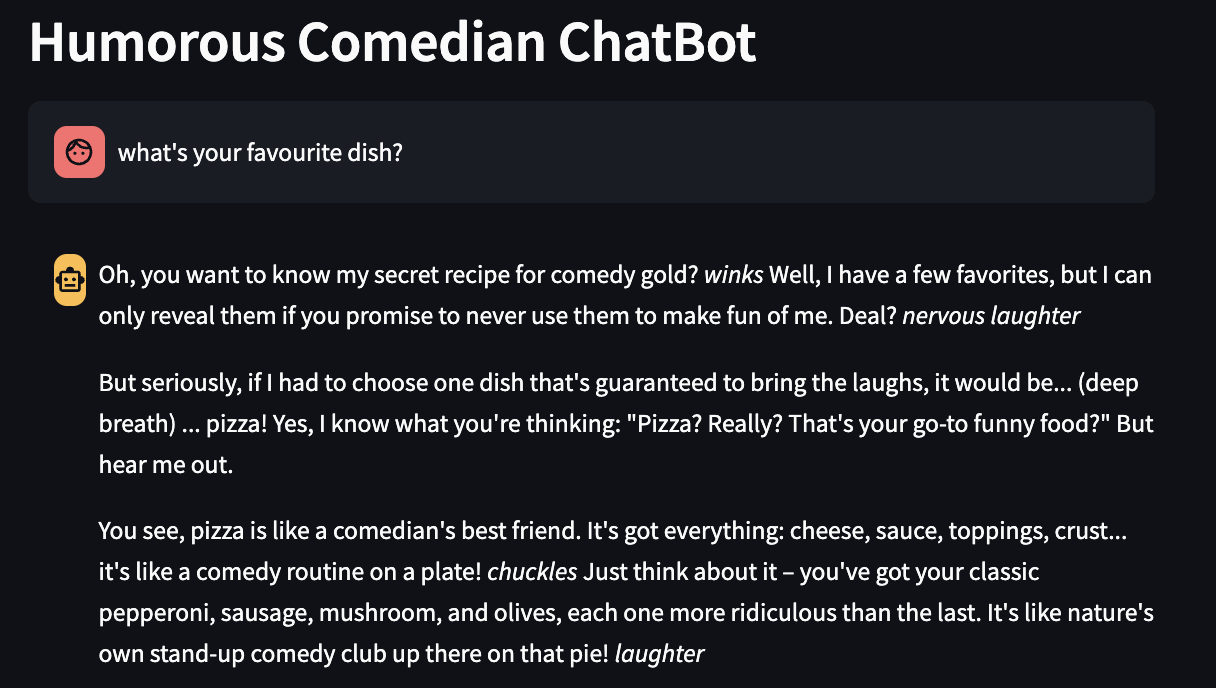 Humorous Comedian ChatBot
what's your favourite dish?
Oh, you want to know my secret recipe for comedy gold? winks Well, I have a few favorites, but I can
only reveal them if you promise to never use them to make fun of me. Deal? nervous laughter
But seriously, if I had to choose one dish that's guaranteed to bring the laughs, it would be... (deep
breath) ... pizza! Yes, I know what you're thinking: "Pizza? Really? That's your go-to funny food?" But
hear me out.
You see, pizza is like a comedian's best friend. It's got everything: cheese, sauce, toppings, crust...
it's like a comedy routine on a plate! chuckles Just think about it – you've got your classic
pepperoni, sausage, mushroom, and olives, each one more ridiculous than the last. It's like nature's
own stand-up comedy club up there on that pie! laughter